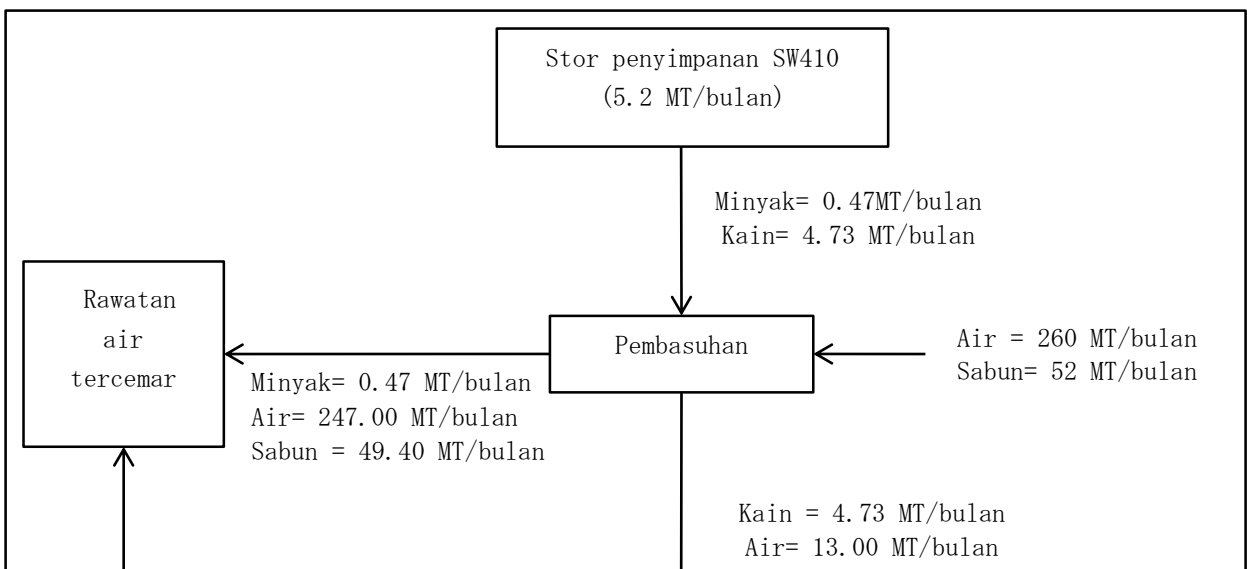 Stor penyimpanan SW410
(5.2 MT/bulan)
Minyak= 0.47MT/bulan
Kain= 4.73 MT/bulan
Rawatan
air
tercemar
Pembasuhan
Air = 260 MT/bulan
Sabun= 52 MT/bulan
Minyak= 0.47 MT/bulan
Air= 247.00 MT/bulan
Sabun = 49.40 MT/bulan
Kain = 4.73 MT/bulan
Air= 13.00 MT/bulan